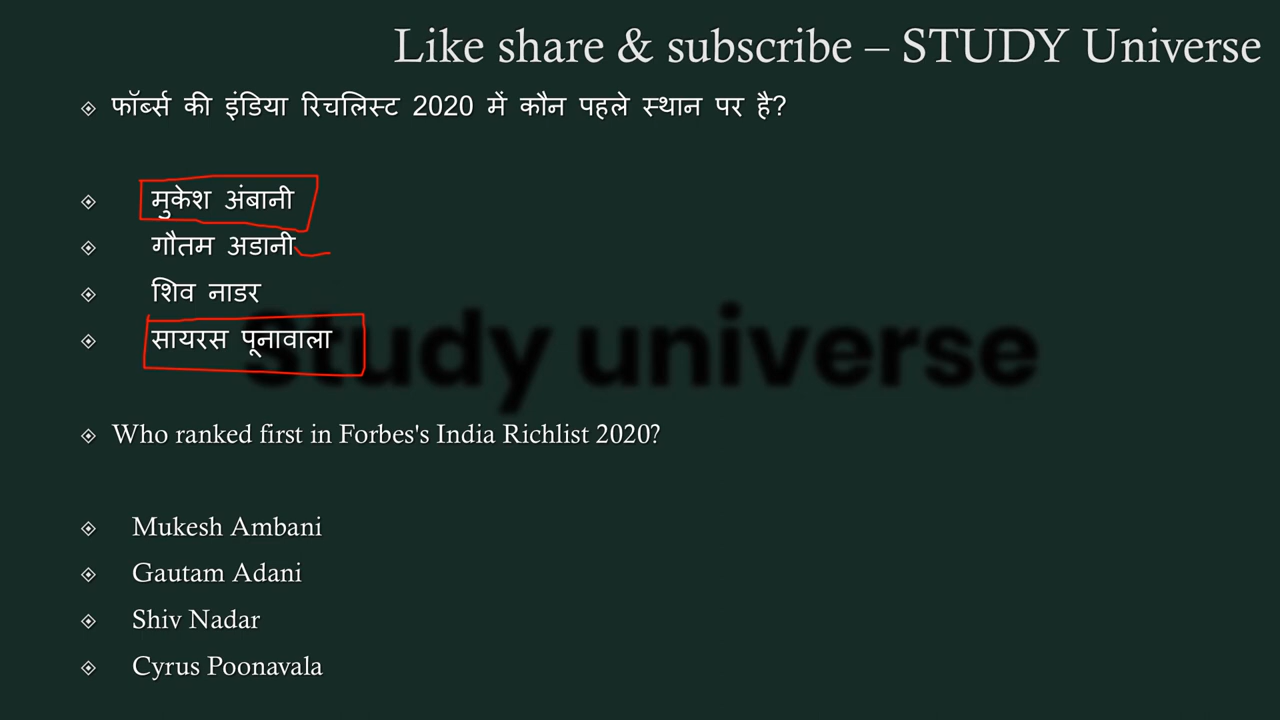 Like share & subscribe – STUDY Universe
फॉर्ब्स की इंडिया रिचलिस्ट 2020 में कौन पहले स्थान पर है?
मुकेश अंबानी
गौतम अडानी
शिव नाडर
सायरस पूनावाला
Study universe
Who ranked first in Forbes's India Richlist 2020?
Mukesh Ambani
Gautam Adani
Shiv Nadar
Cyrus Poonavala